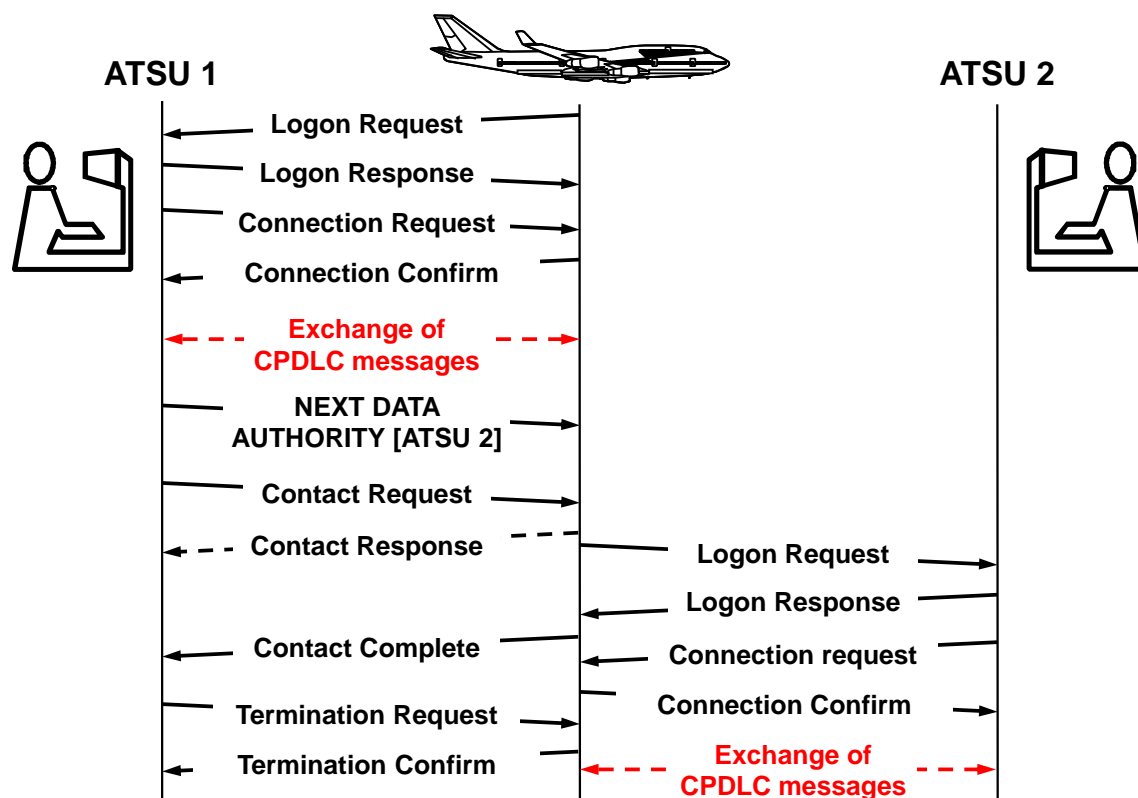 ATSU 1
ATSU 2
Logon Request
Logon Response
Connection Request
Connection Confirm
Exchange of
CPDLC messages
NEXT DATA
AUTHORITY [ATSU 2]
Contact Request
Contact Response
Logon Request
Logon Response
Contact Complete
Connection request
Termination Request
Connection Confirm
Termination Confirm
Exchange of
CPDLC messages